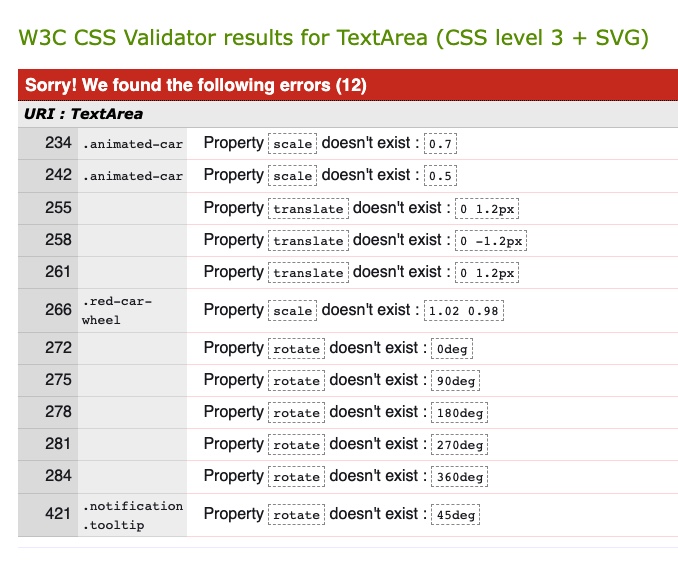 W3C CSS Validator results for TextArea (CSS level 3 + SVG)
Sorry! We found the following errors (12)
URI : TextArea
234 .animated-car Property scale doesn't exist : 0.7
242 .animated-car Property scale doesn't exist : 0.5
255 Property translate doesn't exist : 0 1.2px
258 Property translate doesn't exist : 0 -1.2px
261 Property translate doesn't exist : 0 1.2px
266 .red-car-
wheel Property scale doesn't exist : 1.02 0.98
272 Property rotate doesn't exist : 0deg
275 Property rotate doesn't exist : 90deg
278 Property rotate doesn't exist : 180deg
281 Property rotate doesn't exist : 270deg
284 Property rotate doesn't exist : 360deg
421 .notification
.tooltip Property rotate doesn't exist : 45deg